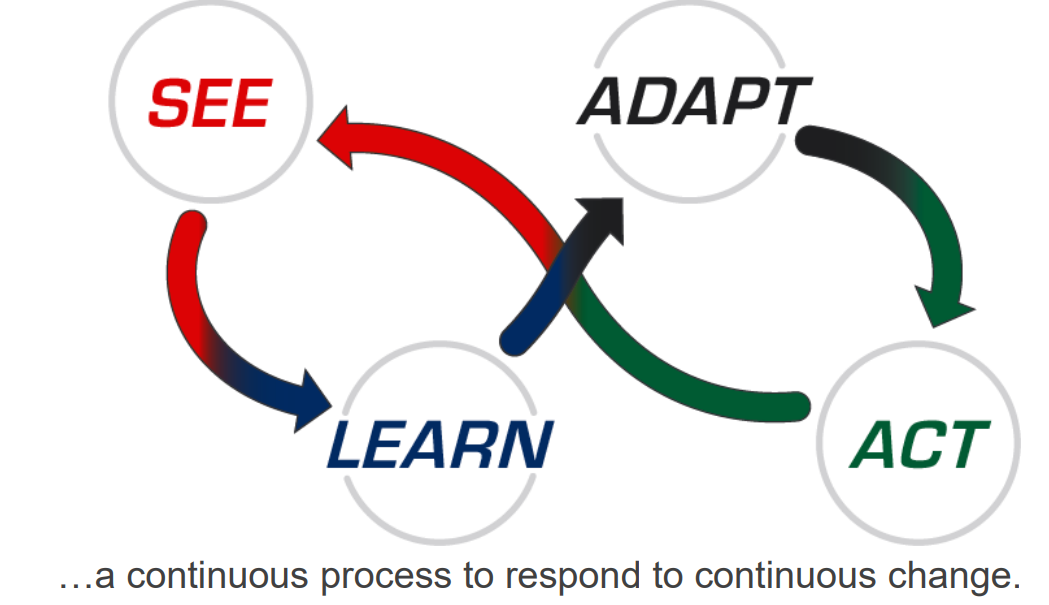 SEE
ADAPT
LEARN
ACT
…a continuous process to respond to continuous change.